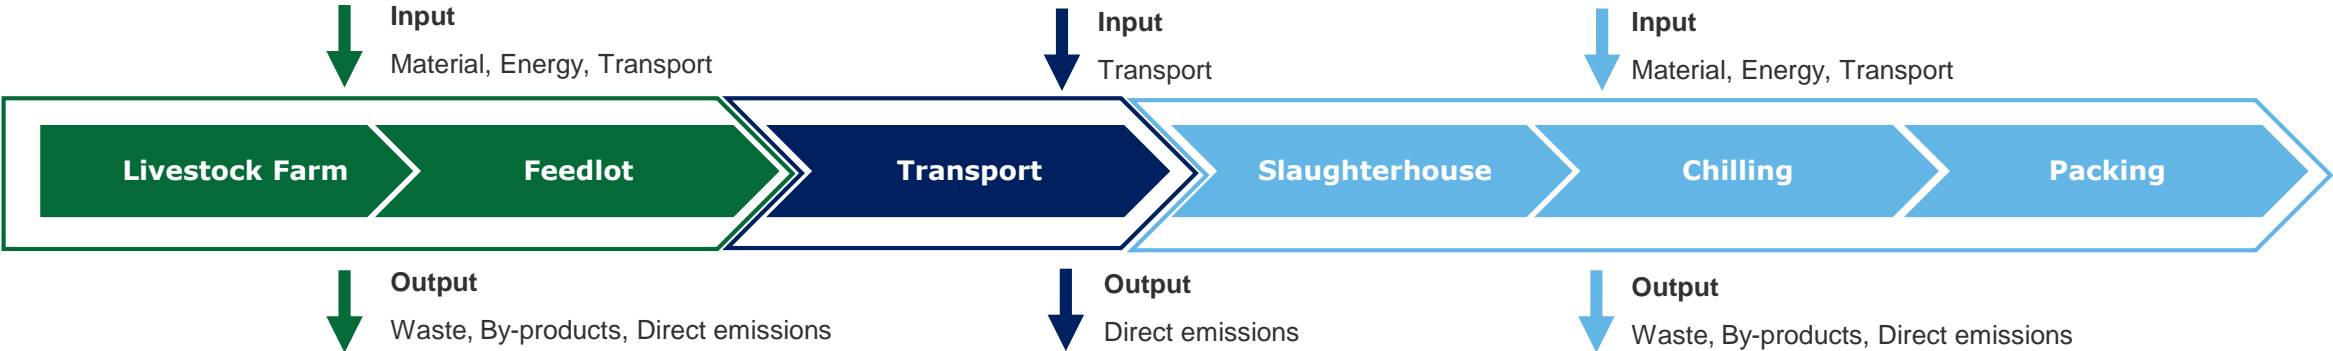 Input
Material, Energy, Transport
Input
Transport
Input
Material, Energy, Transport
Livestock Farm
Feedlot
Transport
Slaughterhouse
Chilling
Packing
Output
Waste, By-products, Direct emissions
Output
Direct emissions
Output
Waste, By-products, Direct emissions